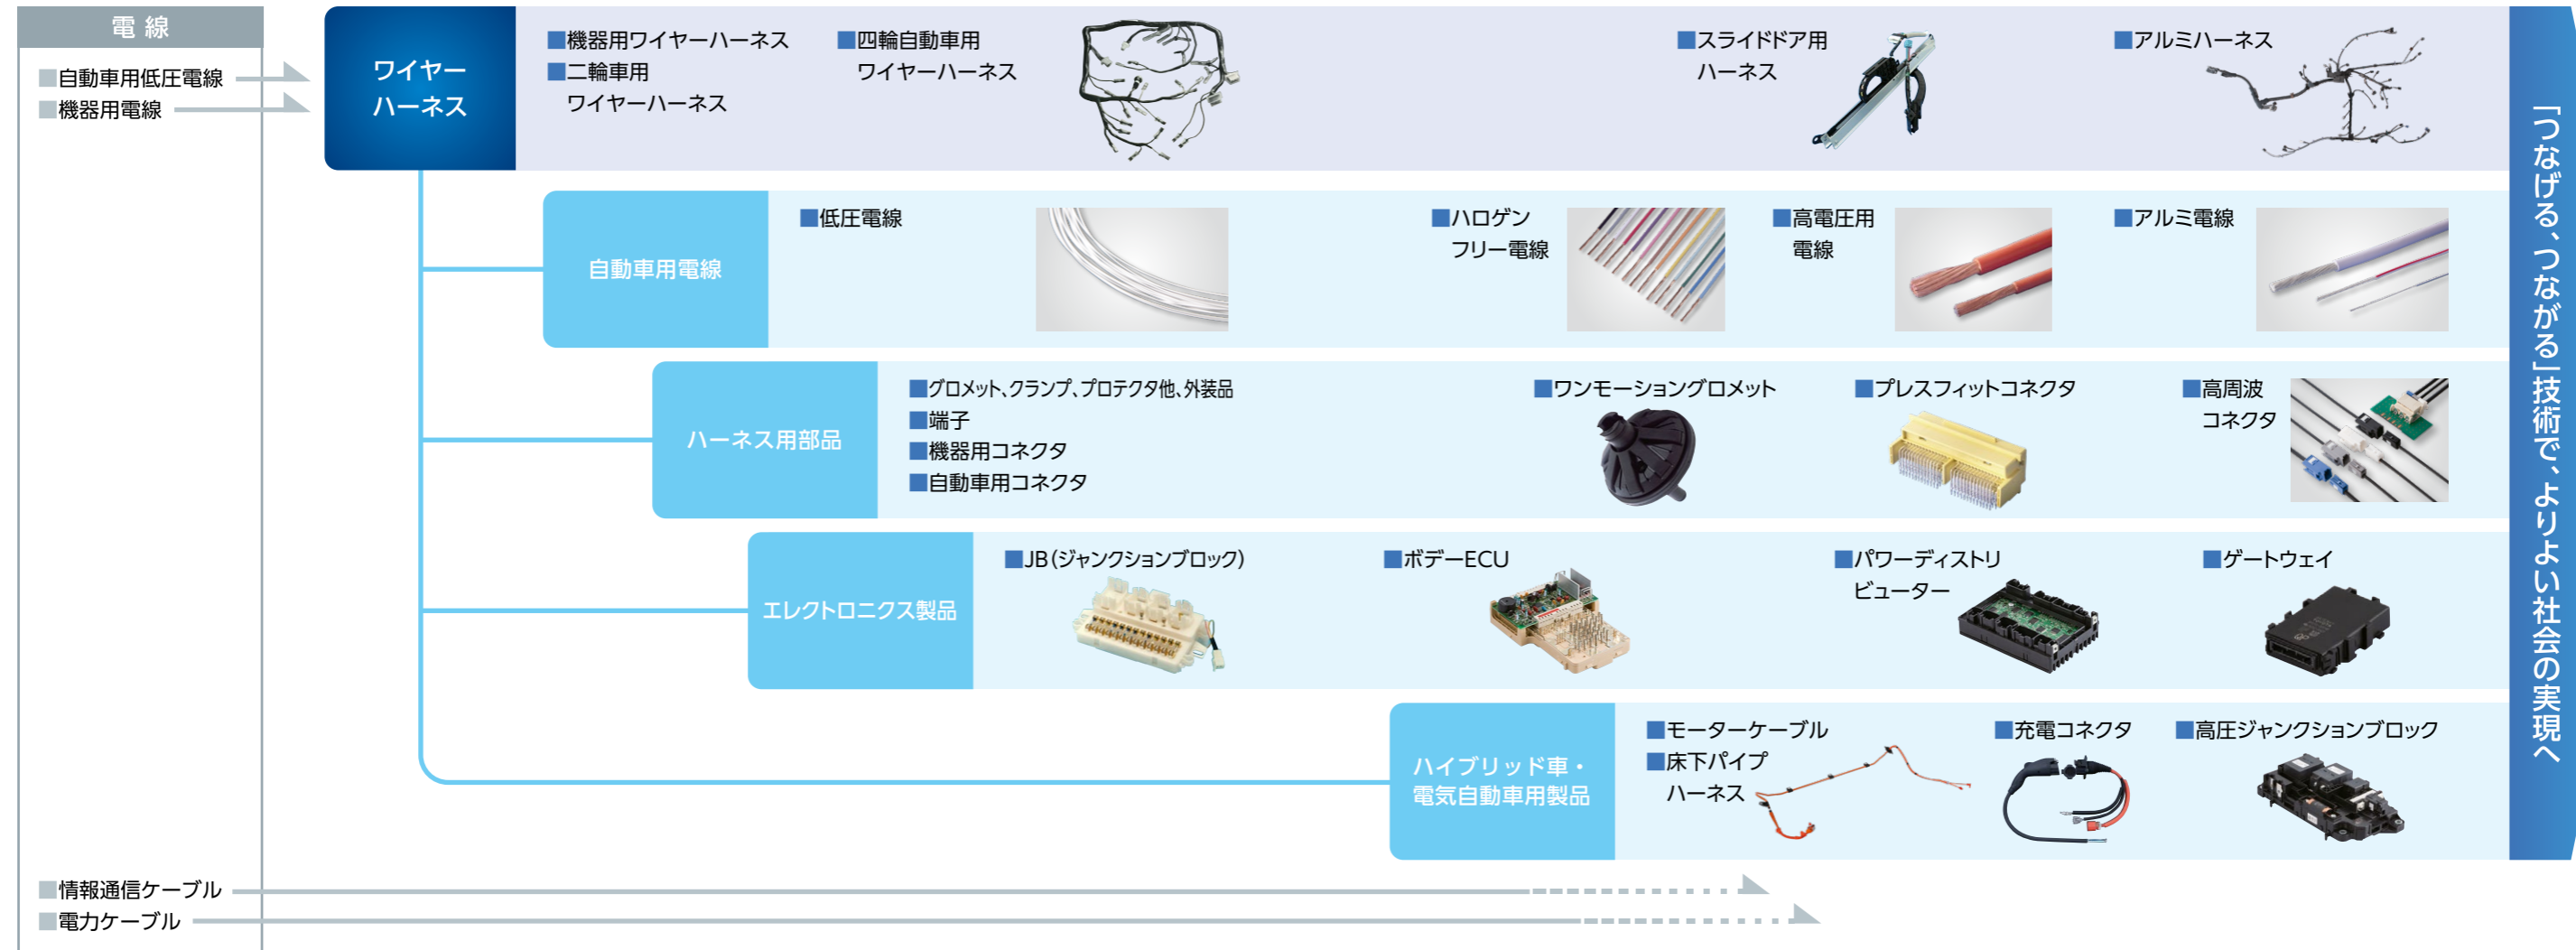 電線
■自動車用低圧電線
■機器用電線
ワイヤー
ハーネス
■機器用ワイヤーハーネス
■二輪車用
ワイヤーハーネス
■四輪自動車用
ワイヤーハーネス
■スライドドア用
ハーネス
■アルミハーネス
自動車用電線
■低圧電線
■ハロゲン
フリー電線
■高電圧用
電線
■アルミ電線
ハーネス用部品
■グロメット、クランプ、プロテクタ他、外装品
■端子
■機器用コネクタ
■自動車用コネクタ
■ワンモーショングロメット
■プレスフィットコネクタ
■高周波
コネクタ
エレクトロニクス製品
■JB(ジャンクションブロック)
■ボデーECU
■パワーディストリ
ビューター
■ゲートウェイ
ハイブリッド車・
電気自動車用製品
■モーターケーブル
■床下パイプ
ハーネス
■充電コネクタ
■高圧ジャンクションブロック
■情報通信ケーブル
■電力ケーブル
「つなげる、つながる」技術で、よりよい社会の実現へ